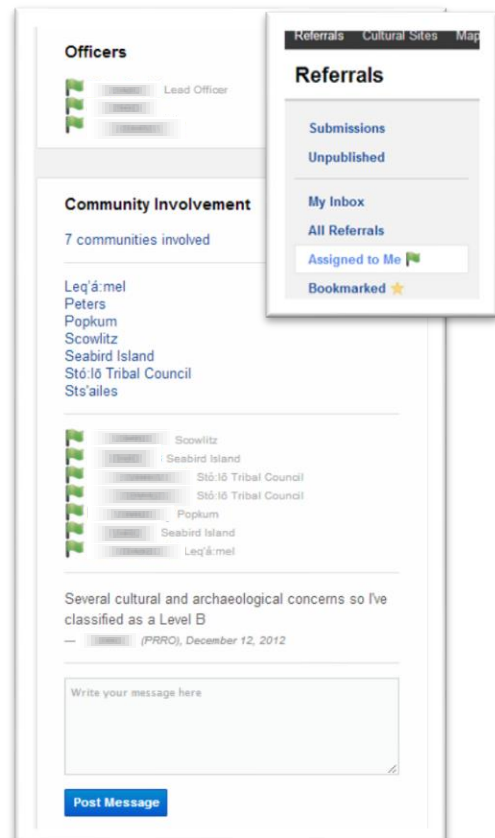 Officers
Lead Officer
Community Involvement
7 communities involved
Leq'á:mel
Peters
Popkum
Scowlitz
Seabird Island
Stó:lō Tribal Council
Sts'ailes
Scowlitz
Seabird Island
Stó:lō Tribal Council
Stó:lō Tribal Council
Popkum
Seabird Island
Leq'á:mel
Several cultural and archaeological concerns so I've
classified as a Level B
— (PRRO), December 12, 2012
Write your message here
Post Message
Referrals Cultural Sites Map
Referrals
Submissions
Unpublished
My Inbox
All Referrals
Assigned to Me
Bookmarked